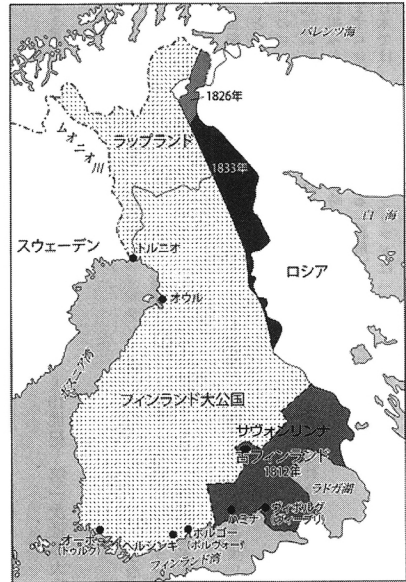 バレンツ海
1826年
ムオニオ川
ラップランド
1833年
白海
スウェーデン
トルニオ
ロシア
オウル
ボスニア湾
フィンランド大公国
サヴォンリンナ
古フィンランド
1812年
ラドガ湖
ハミナ
ヴィボルグ
(ヴィープリ)
オーボ
(トゥルク)
ヘルシンキ
ボルゴー
(ポルヴォー)
フィンランド湾